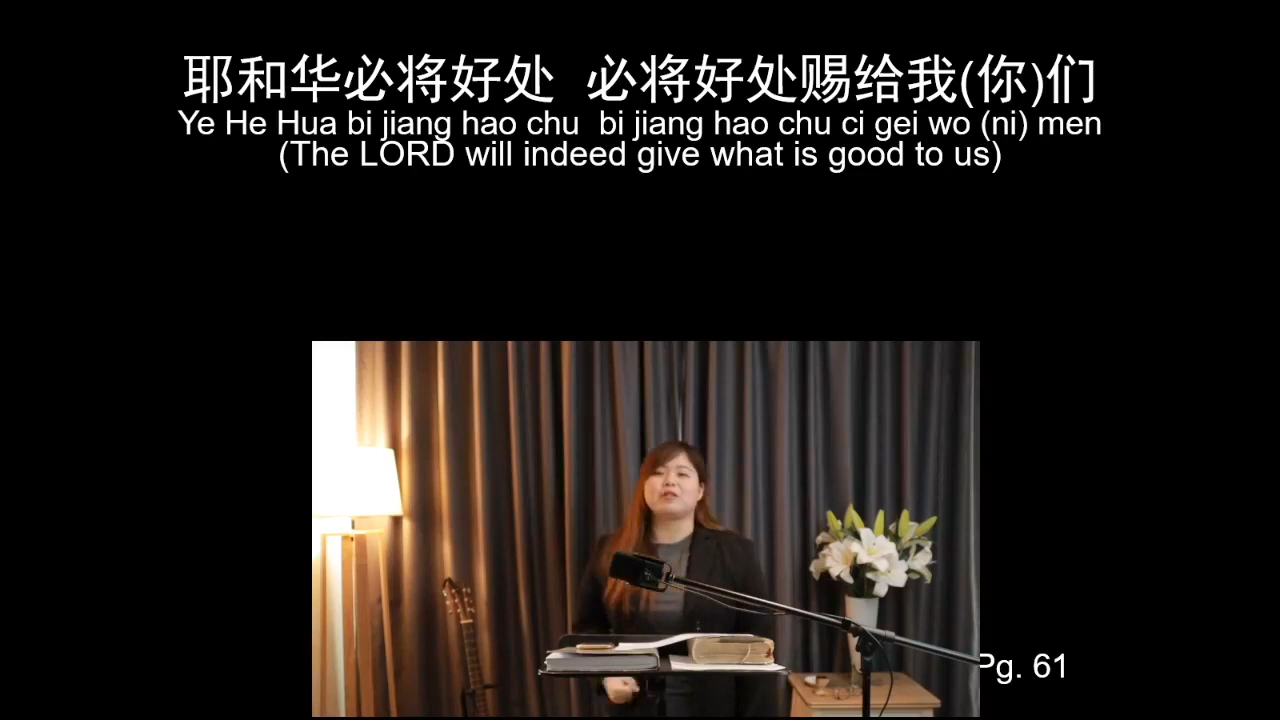 耶和华必将好处 必将好处赐给我(你)们
Ye He Hua bi jiang hao chu bi jiang hao chu ci gei wo (ni) men
(The LORD will indeed give what is good to us)
Pg. 61